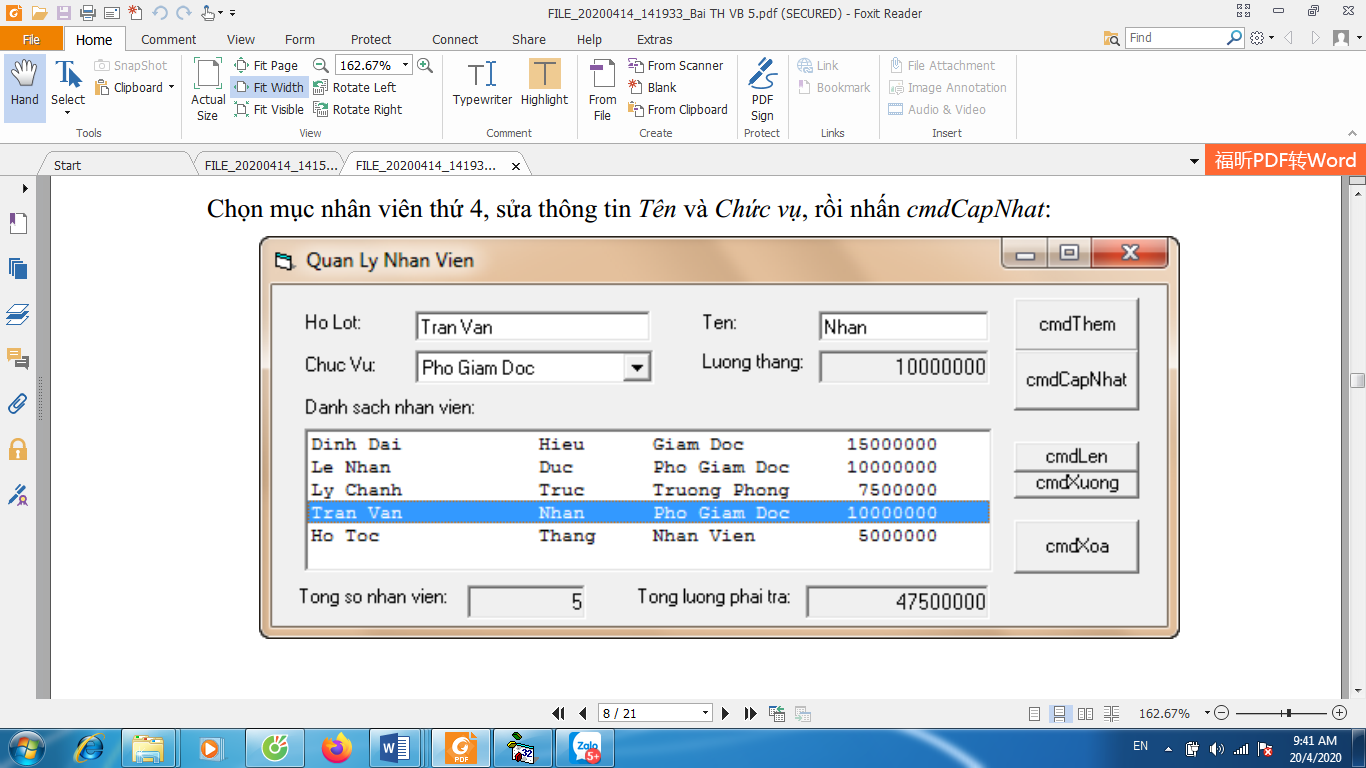 FILE_20200414_141933_Bai TH VB 5.pdf (SECURED) - Foxit Reader
File Home Comment View Form Protect Connect Share Help Extras
Find
Hand
Select
SnapShot
Clipboard
Tools
Actual Size
Fit Page
Fit Width
Fit Visible
162.67%
Rotate Left
Rotate Right
View
Typewriter
Highlight
Comment
From File
From Scanner
Blank
From Clipboard
Create
PDF Sign
Protect
Link
Bookmark
Links
File Attachment
Image Annotation
Audio & Video
Insert
Start
FILE_20200414_1415...
FILE_20200414_14193...
福昕PDF转Word
Chọn mục nhân viên thứ 4, sửa thông tin Tên và Chức vụ, rồi nhấn cmdCapNhat:
Quan Ly Nhan Vien
Ho Lot: Tran Van Ten: Nhan
Chuc Vu: Pho Giam Doc Luong thang: 10000000
Danh sach nhan vien:
Dinh Dai Hieu Giam Doc 15000000
Le Nhan Duc Pho Giam Doc 10000000
Ly Chanh Truc Truong Phong 7500000
Tran Van Nhan Pho Giam Doc 10000000
Ho Toc Thang Nhan Vien 5000000
Tong so nhan vien: 5 Tong luong phai tra: 47500000
cmdThem
cmdCapNhat
cmdLen
cmdXuong
cmdXoa
8 / 21
162.67%
PDF
32
Zalo
5+
EN
9:41 AM
20/4/2020